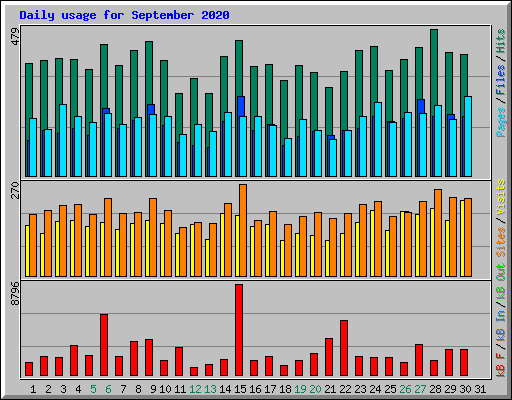 Daily usage for September 2020
479
Pages / Files / Hits
270
Sites / Visits
8796
kB F / kB In / kB Out
1 2 3 4 5 6 7 8 9 10 11 12 13 14 15 16 17 18 19 20 21 22 23 24 25 26 27 28 29 30 31